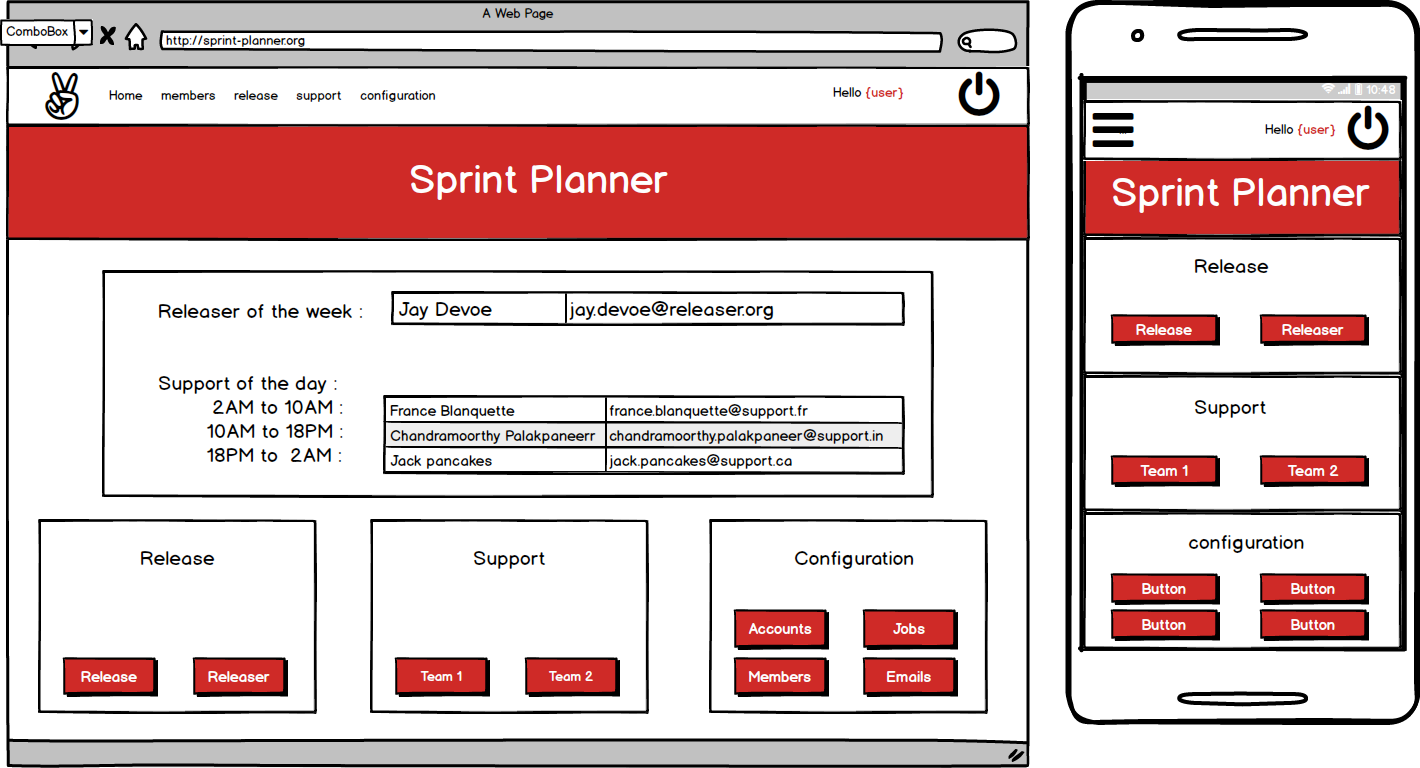 A Web Page
ComboBox
http://sprint-planner.org
Home members release support configuration
Hello {user}
Sprint Planner
Releaser of the week :
Jay Devoe jay.devoe@releaser.org
Support of the day :
2AM to 10AM : France Blanquette france.blanquette@support.fr
10AM to 18PM : Chandramoorthy Palakpaneerr chandramoorthy.palakpaneer@support.in
18PM to 2AM : Jack pancakes jack.pancakes@support.ca
Release
Release Releaser
Support
Team 1 Team 2
Configuration
Accounts Jobs
Members Emails
10:48
Hello {user}
Sprint Planner
Release
Release Releaser
Support
Team 1 Team 2
configuration
Button Button
Button Button